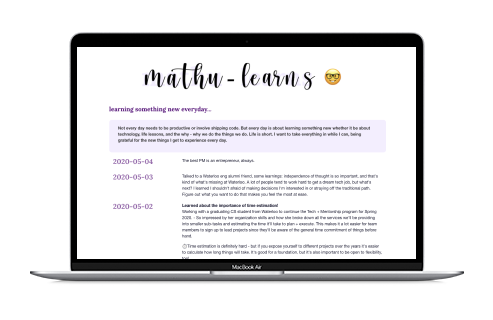 mathu-learns 🤓
learning something new everyday...
Not every day needs to be productive or involve shipping code. But every day is about learning something new whether it be about
technology, life lessons, and the why - why we do the things we do. Life is short. I want to take everything in while I can, being
grateful for the new things I get to experience every day.
2020-05-04 The best PM is an entrepreneur, always.
2020-05-03 Talked to a Waterloo eng alumni friend, some learnings: independence of thought is so important, and that's
kind of what's missing at Waterloo. A lot of people tend to work hard to get a dream tech job, but what's
next? I learned I shouldn't afraid of making decisions I'm interested in or straying off the traditional path.
Figure out what you want to do that makes you feel the most at ease.
2020-05-02 Learned about the importance of time estimation!
Working with a graduating CS student from Waterloo to continue the Tech + Mentorship program for Spring
2020. - So impressed by her organization skills and how she broke down all the services we'll be providing
into smaller sub-tasks and estimating the time it'll take to plan + execute. This makes it a lot easier for team
members to sign up to lead projects since they'll be aware of the general time commitment of things before
hand.
Time estimation is definitely hard - but if you expose yourself to different projects over the years it's easier
to calculate how long things will take. It's good for a foundation, but it's also important to be open to flexibility,
MacBook Air